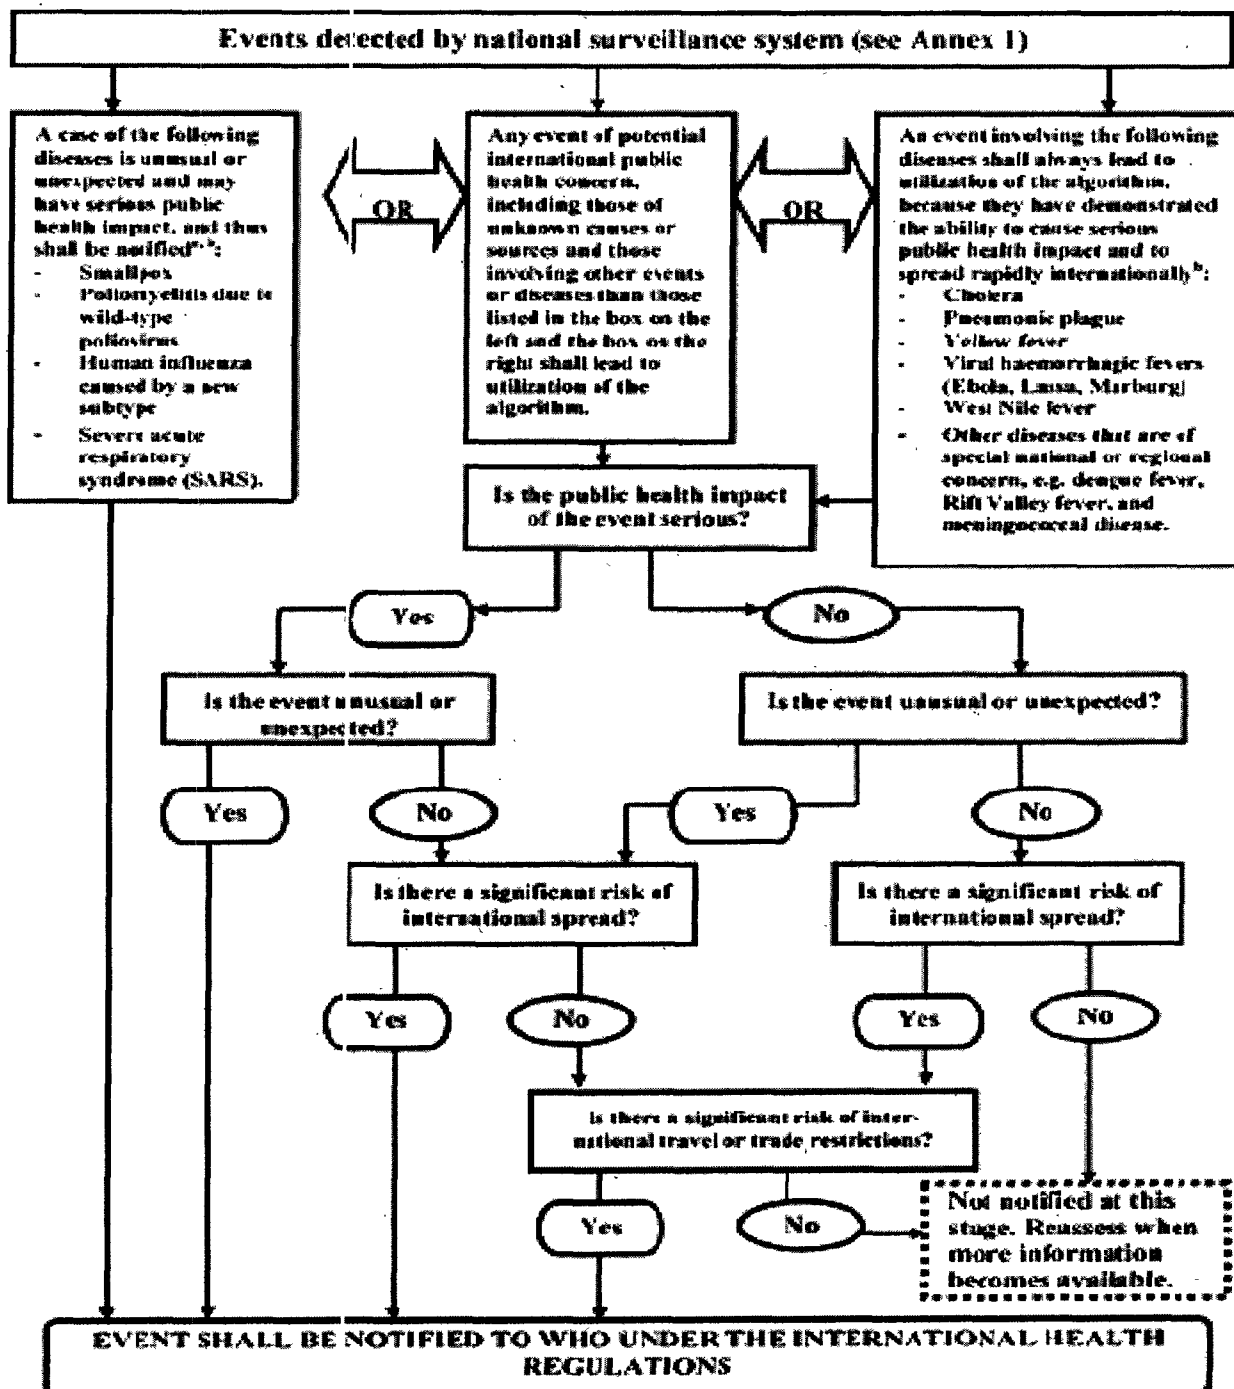 Events detected by national surveillance system (see Annex 1)
A case of the following
diseases is unusual or
unexpected and may
have serious public
health impact, and thus
shall be notified
- Smallpox
- Poliomyelitis due to
wild-type
poliovirus
- Human influenza
caused by a new
subtype
- Severe acute
respiratory
syndrome (SARS).
OR
Any event of potential
international public
health concern,
including those of
unknown causes or
sources and those
involving other events
or diseases than those
listed in the box on the
left and the box on the
right shall lead to
utilization of the
algorithm.
OR
An event involving the following
diseases shall always lead to
utilization of the algorithm,
because they have demonstrated
the ability to cause serious
public health impact and to
spread rapidly internationally b:
- Cholera
- Pneumonic plague
- Yellow fever
- Viral haemorrhagic fevers
(Ebola, Lassa, Marburg)
- West Nile fever
- Other diseases that are of
special national or regional
concern, e.g. dengue fever,
Rift Valley fever, and
meningococcal disease.
Is the public health impact
of the event serious?
Yes
No
Is the event unusual or
unexpected?
Is the event unusual or unexpected?
Yes
No
Yes
No
Is there a significant risk of
international spread?
Is there a significant risk of
international spread?
Yes
No
Yes
No
Is there a significant risk of inter-
national travel or trade restrictions?
Yes
No
Not notified at this
stage. Reassess when
more information
becomes available.
EVENT SHALL BE NOTIFIED TO WHO UNDER THE INTERNATIONAL HEALTH
REGULATIONS